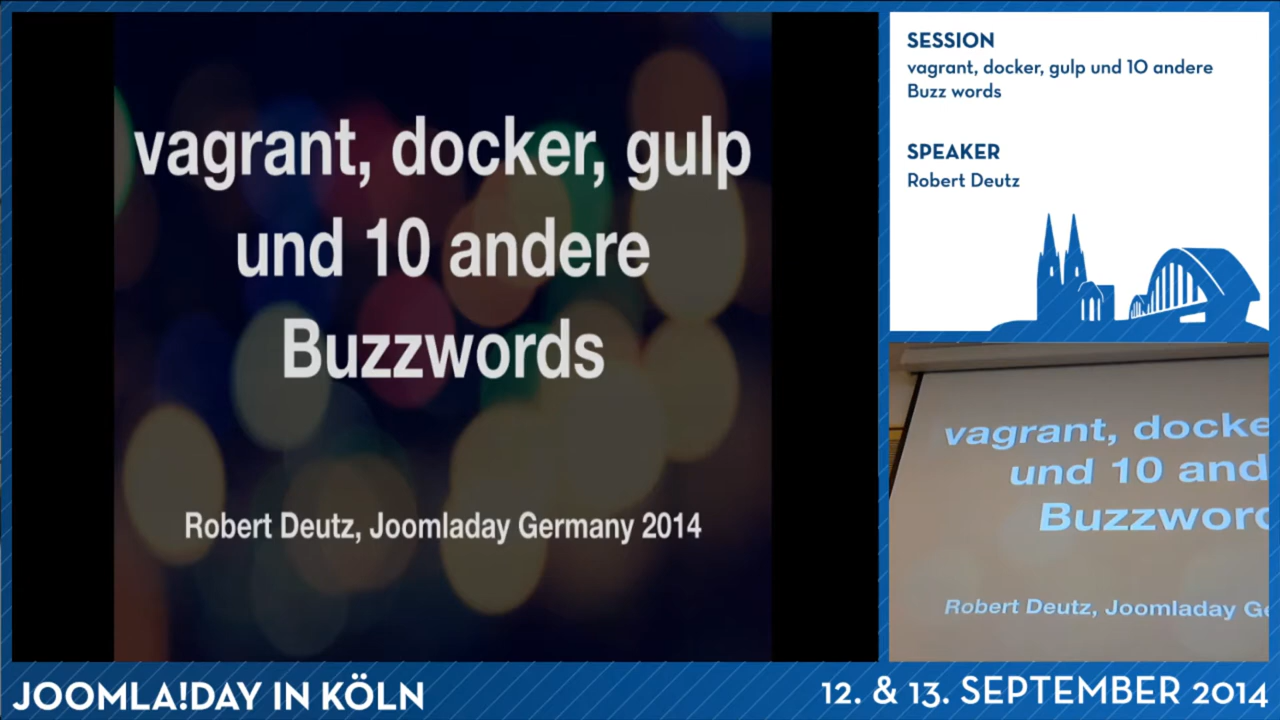 vagrant, docker, gulp
und 10 andere
Buzzwords
Robert Deutz, Joomladay Germany 2014
SESSION
vagrant, docker, gulp und 10 andere
Buzz words
SPEAKER
Robert Deutz
vagrant, docke
und 10 and
Buzzword
Robert Deutz, Joomladay Ge
JOOMLA!DAY IN KÖLN
12. & 13. SEPTEMBER 2014